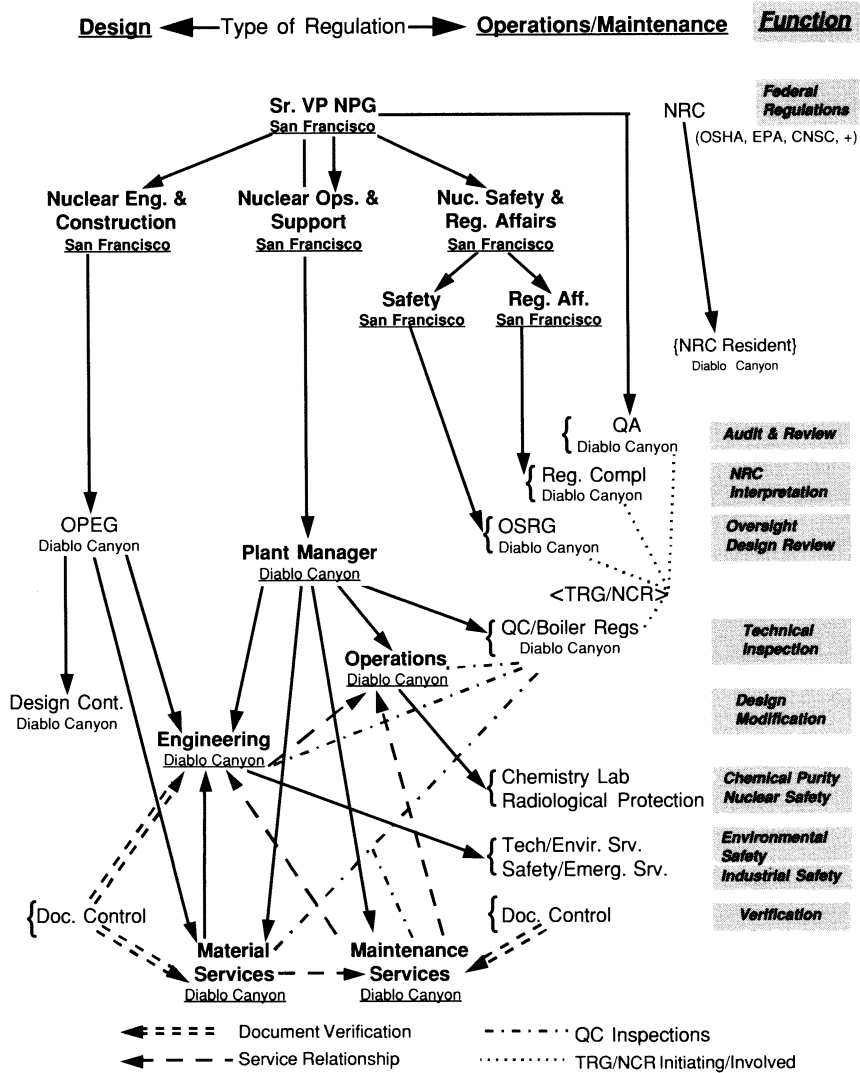 Design Type of Regulation Operations/Maintenance Function
Federal
Regulations
Sr. VP NPG
San Francisco
NRC
(OSHA, EPA, CNSC, +)
Nuclear Eng. &
Construction
San Francisco
Nuclear Ops. &
Support
San Francisco
Nuc. Safety &
Reg. Affairs
San Francisco
Safety
San Francisco
Reg. Aff.
San Francisco
{NRC Resident}
Diablo Canyon
{ QA
Diablo Canyon
Audit & Review
{ Reg. Compl
Diablo Canyon
NRC
Interpretation
OPEG
Diablo Canyon
{ OSRG
Diablo Canyon
Oversight
Design Review
Plant Manager
Diablo Canyon
<TRG/NCR>
{ QC/Boiler Regs
Diablo Canyon
Technical
Inspection
Operations
Diablo Canyon
Design Cont.
Diablo Canyon
Design
Modification
Engineering
Diablo Canyon
{ Chemistry Lab
Radiological Protection
Chemical Purity
Nuclear Safety
{ Tech/Envir. Srv.
Safety/Emerg. Srv.
Environmental
Safety
Industrial Safety
{Doc. Control
{ Doc. Control
Verification
Material
Services
Diablo Canyon
Maintenance
Services
Diablo Canyon
Document Verification
QC Inspections
Service Relationship
TRG/NCR Initiating/Involved